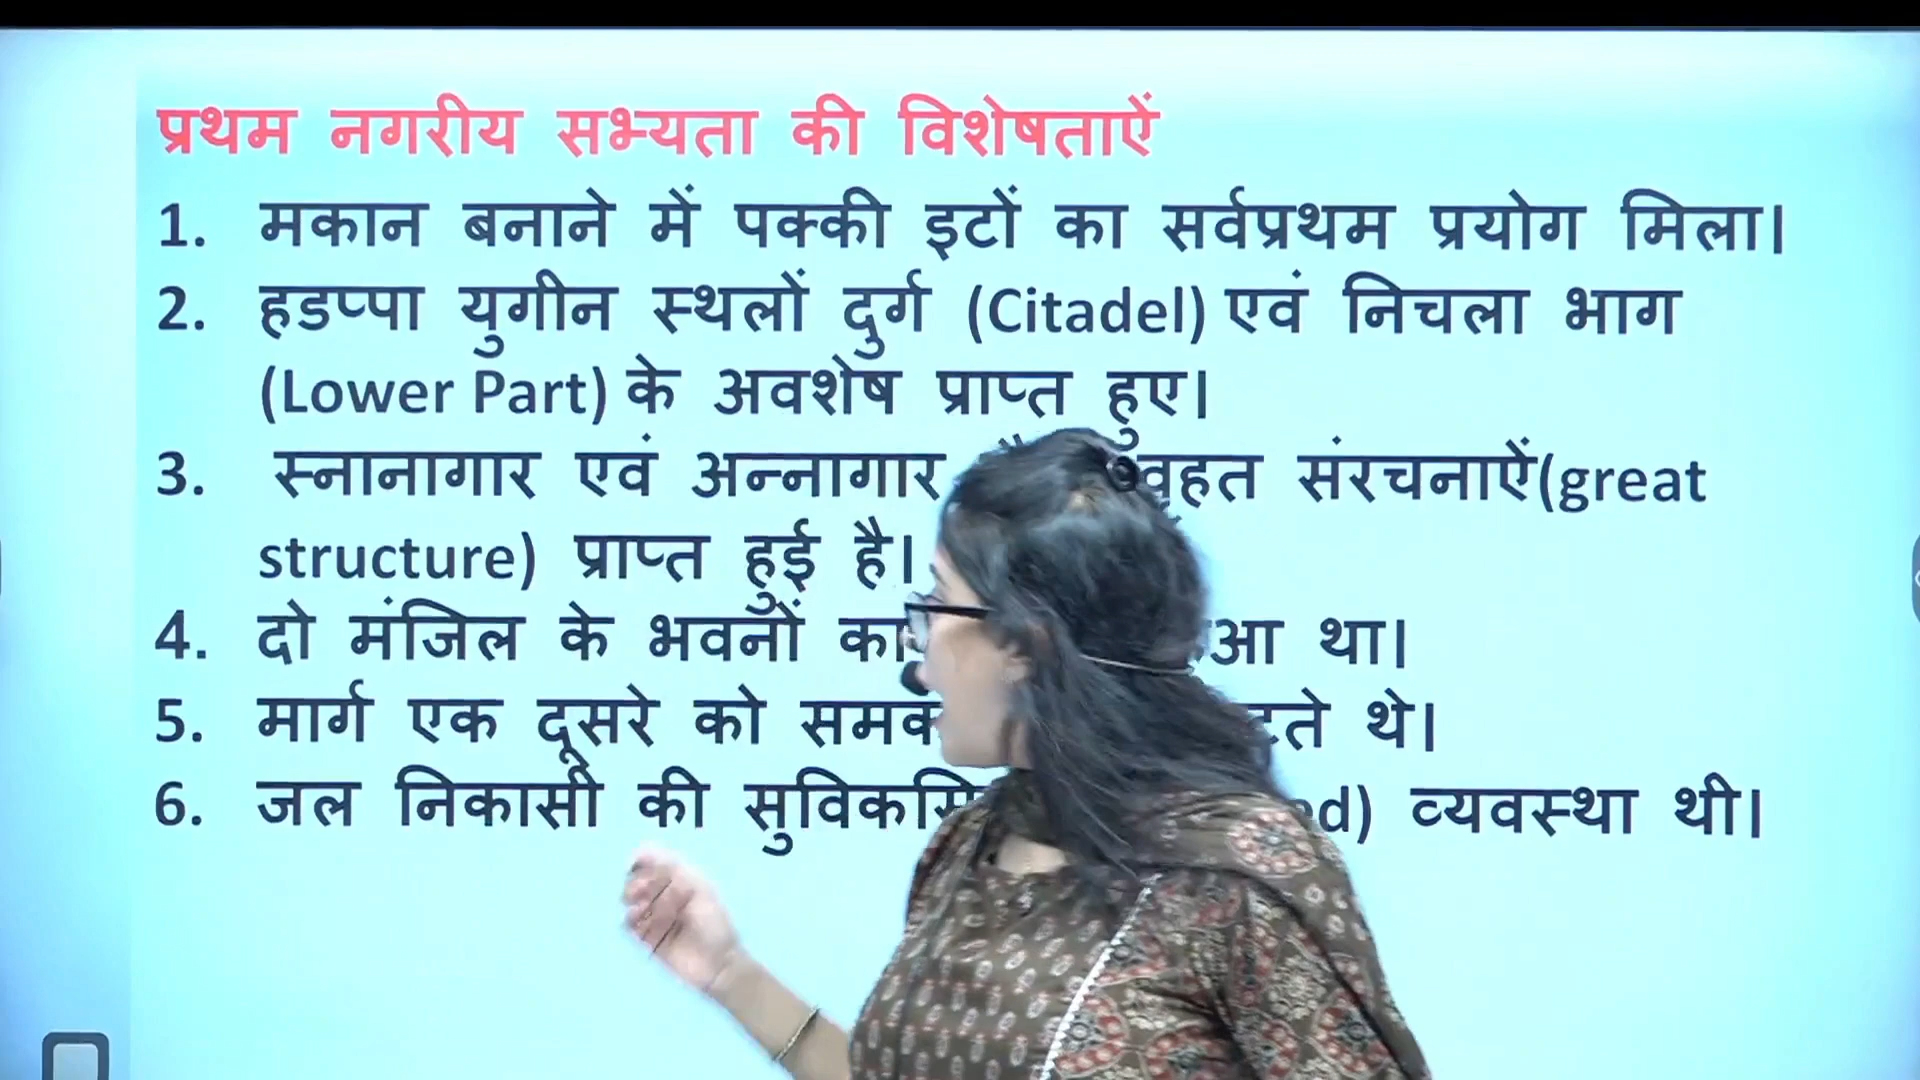 प्रथम नगरीय सभ्यता की विशेषताऐं
1. मकान बनाने में पक्की इटों का सर्वप्रथम प्रयोग मिला।
2. हडप्पा युगीन स्थलों दुर्ग (Citadel) एवं निचला भाग
(Lower Part) के अवशेष प्राप्त हुए।
3. स्नानागार एवं अन्नागार वृहत संरचनाऐं(great
structure) प्राप्त हुई है।
4. दो मंजिल के भवनों का था।
5. मार्ग एक दूसरे को थे।
6. जल निकासी की व्यवस्था थी।